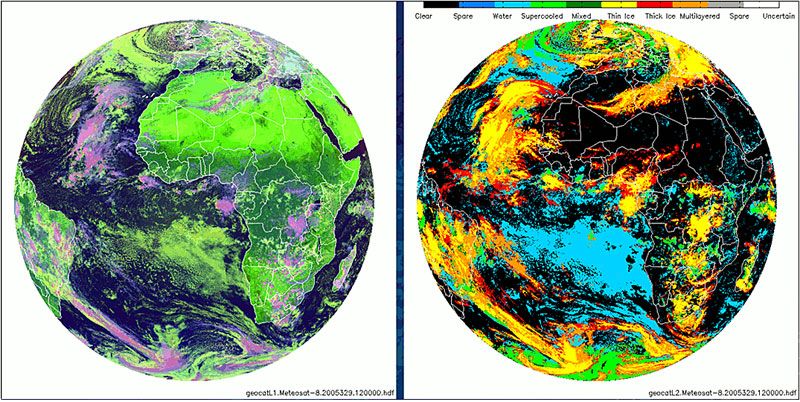 Clear Spare Water Supercooled Mixed Thin Ice Thick Ice Multilayered Spare Uncertain
geocatL1.Meteosat-8.2005329.120000.hdf
geocatL2.Meteosat-8.2005329.120000.hdf